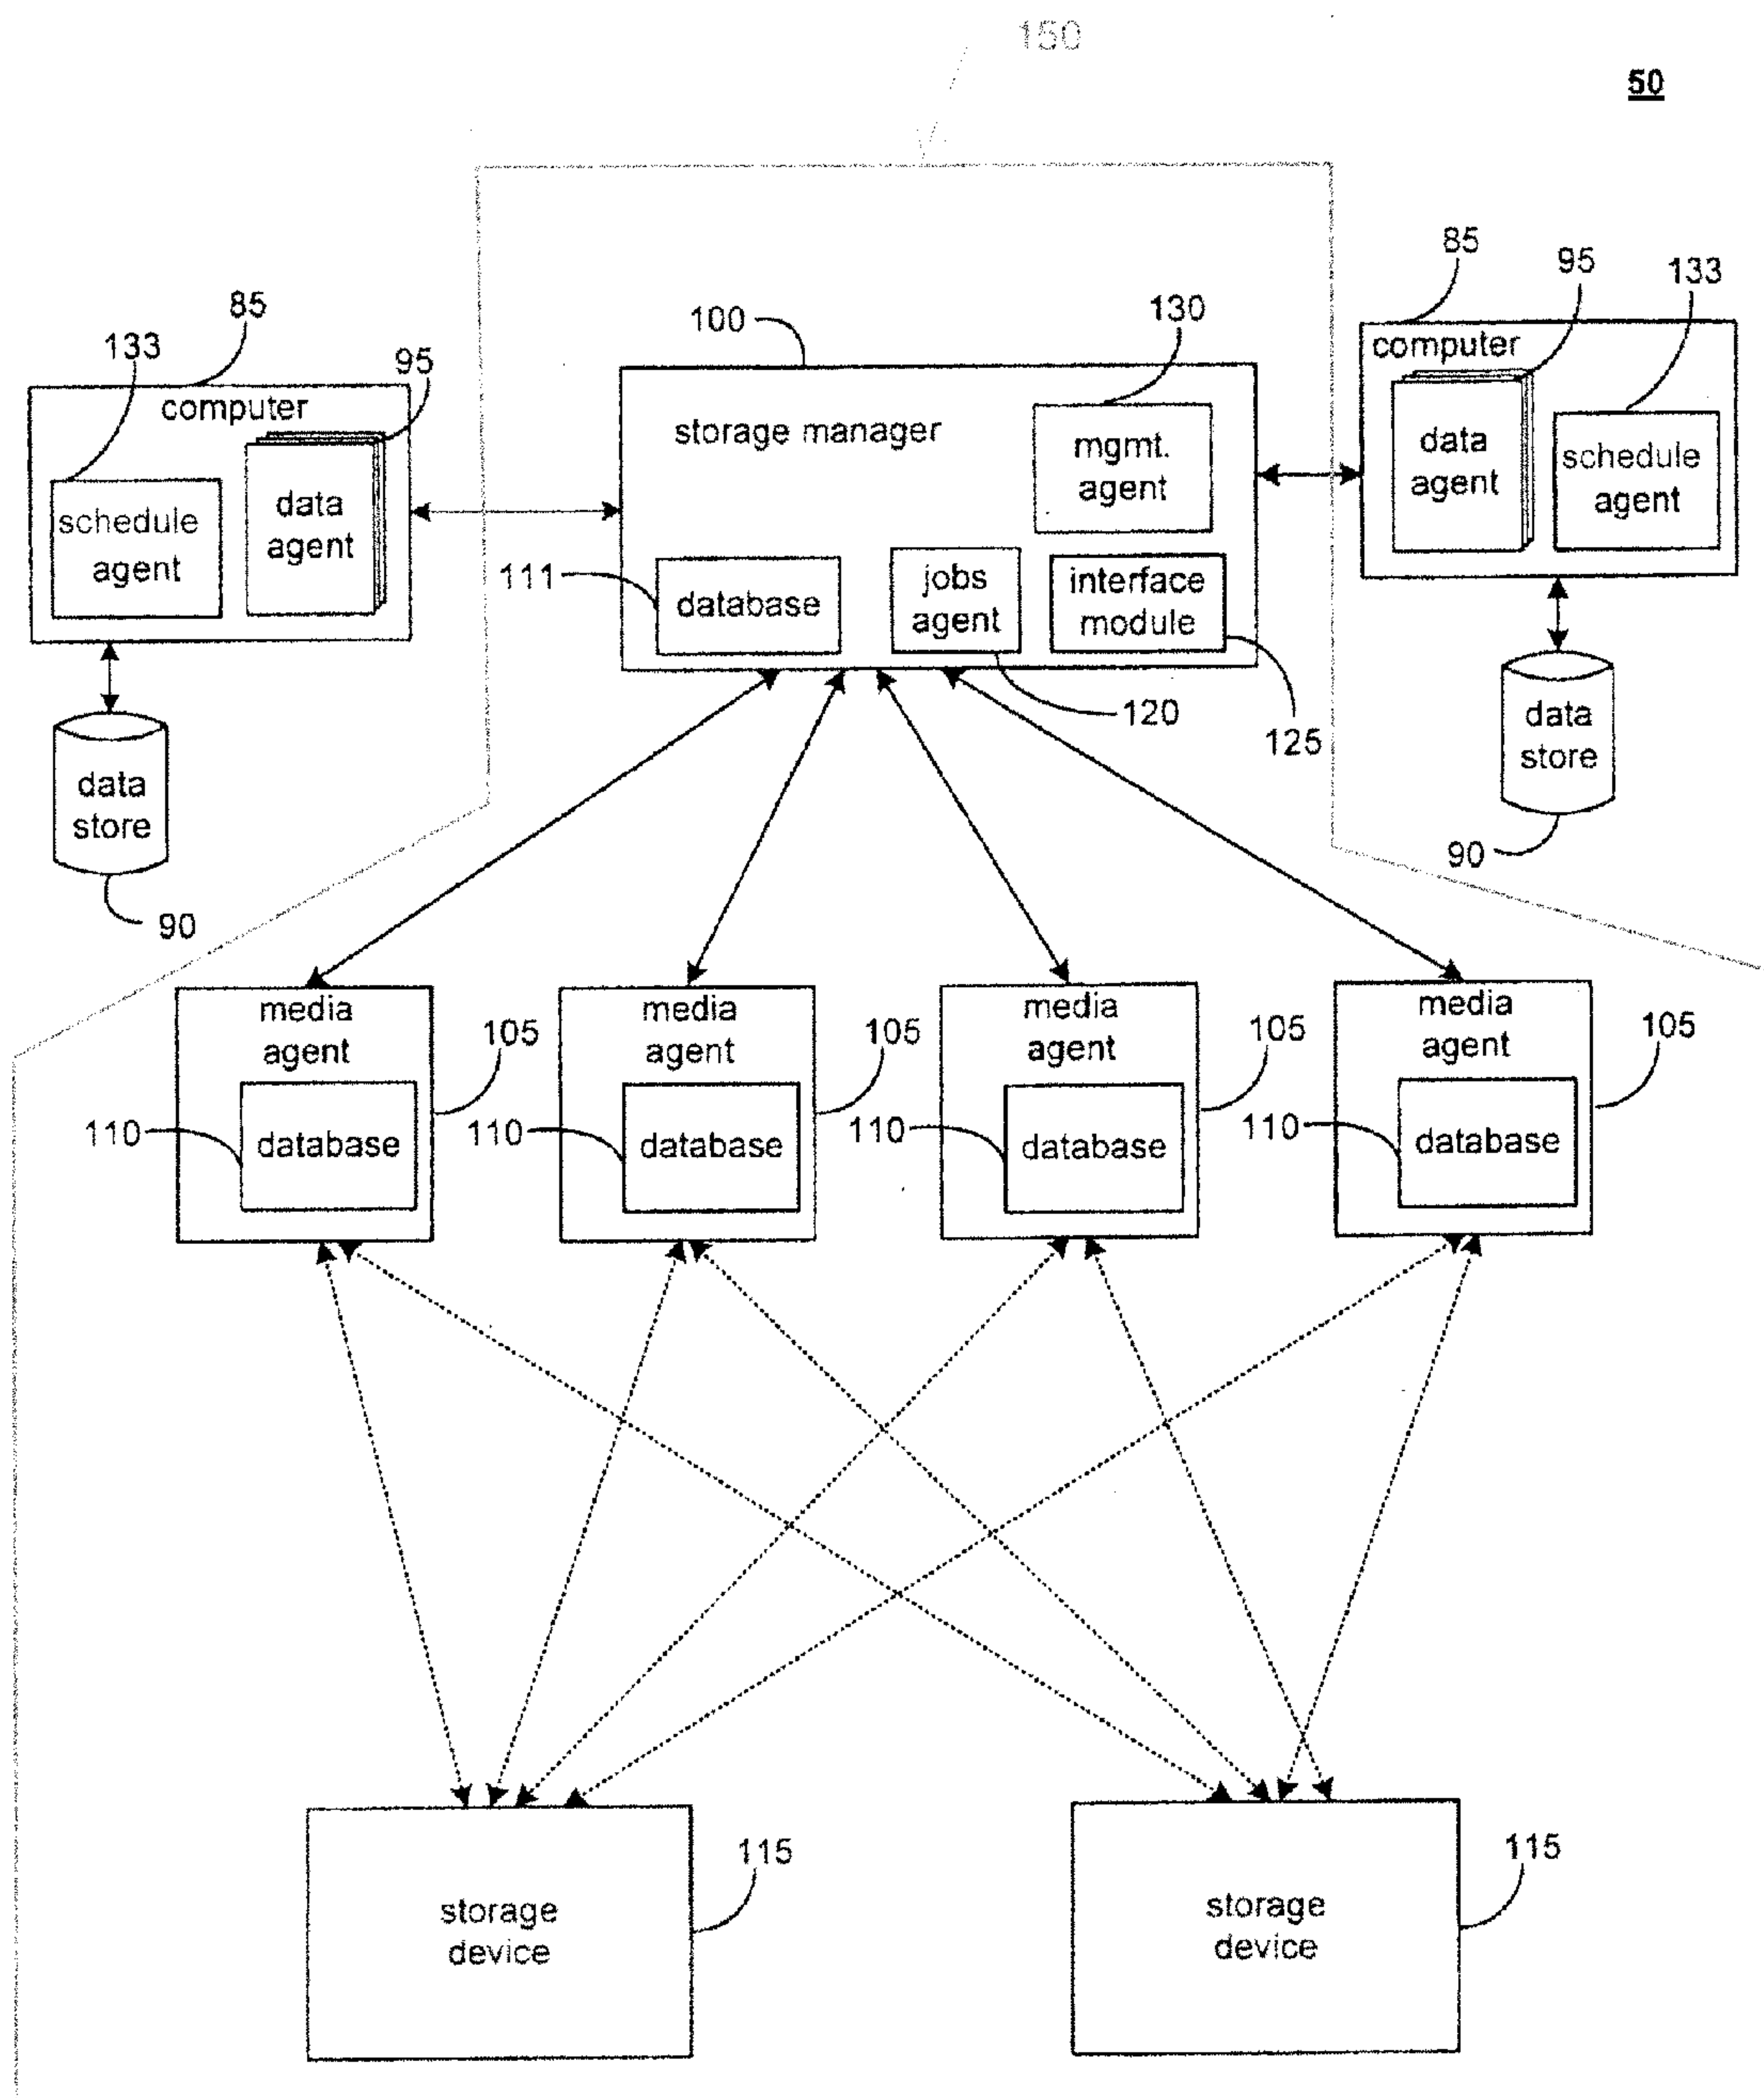 150
50
85
133
95
computer
schedule
agent
data
agent
data
store
90
100
130
storage manager
mgmt.
agent
111
database
jobs
agent
interface
module
120
125
85
95
133
computer
data
agent
schedule
agent
data
store
90
media
agent
105
110
database
media
agent
105
110
database
media
agent
105
110
database
media
agent
105
110
database
storage
device
115
storage
device
115